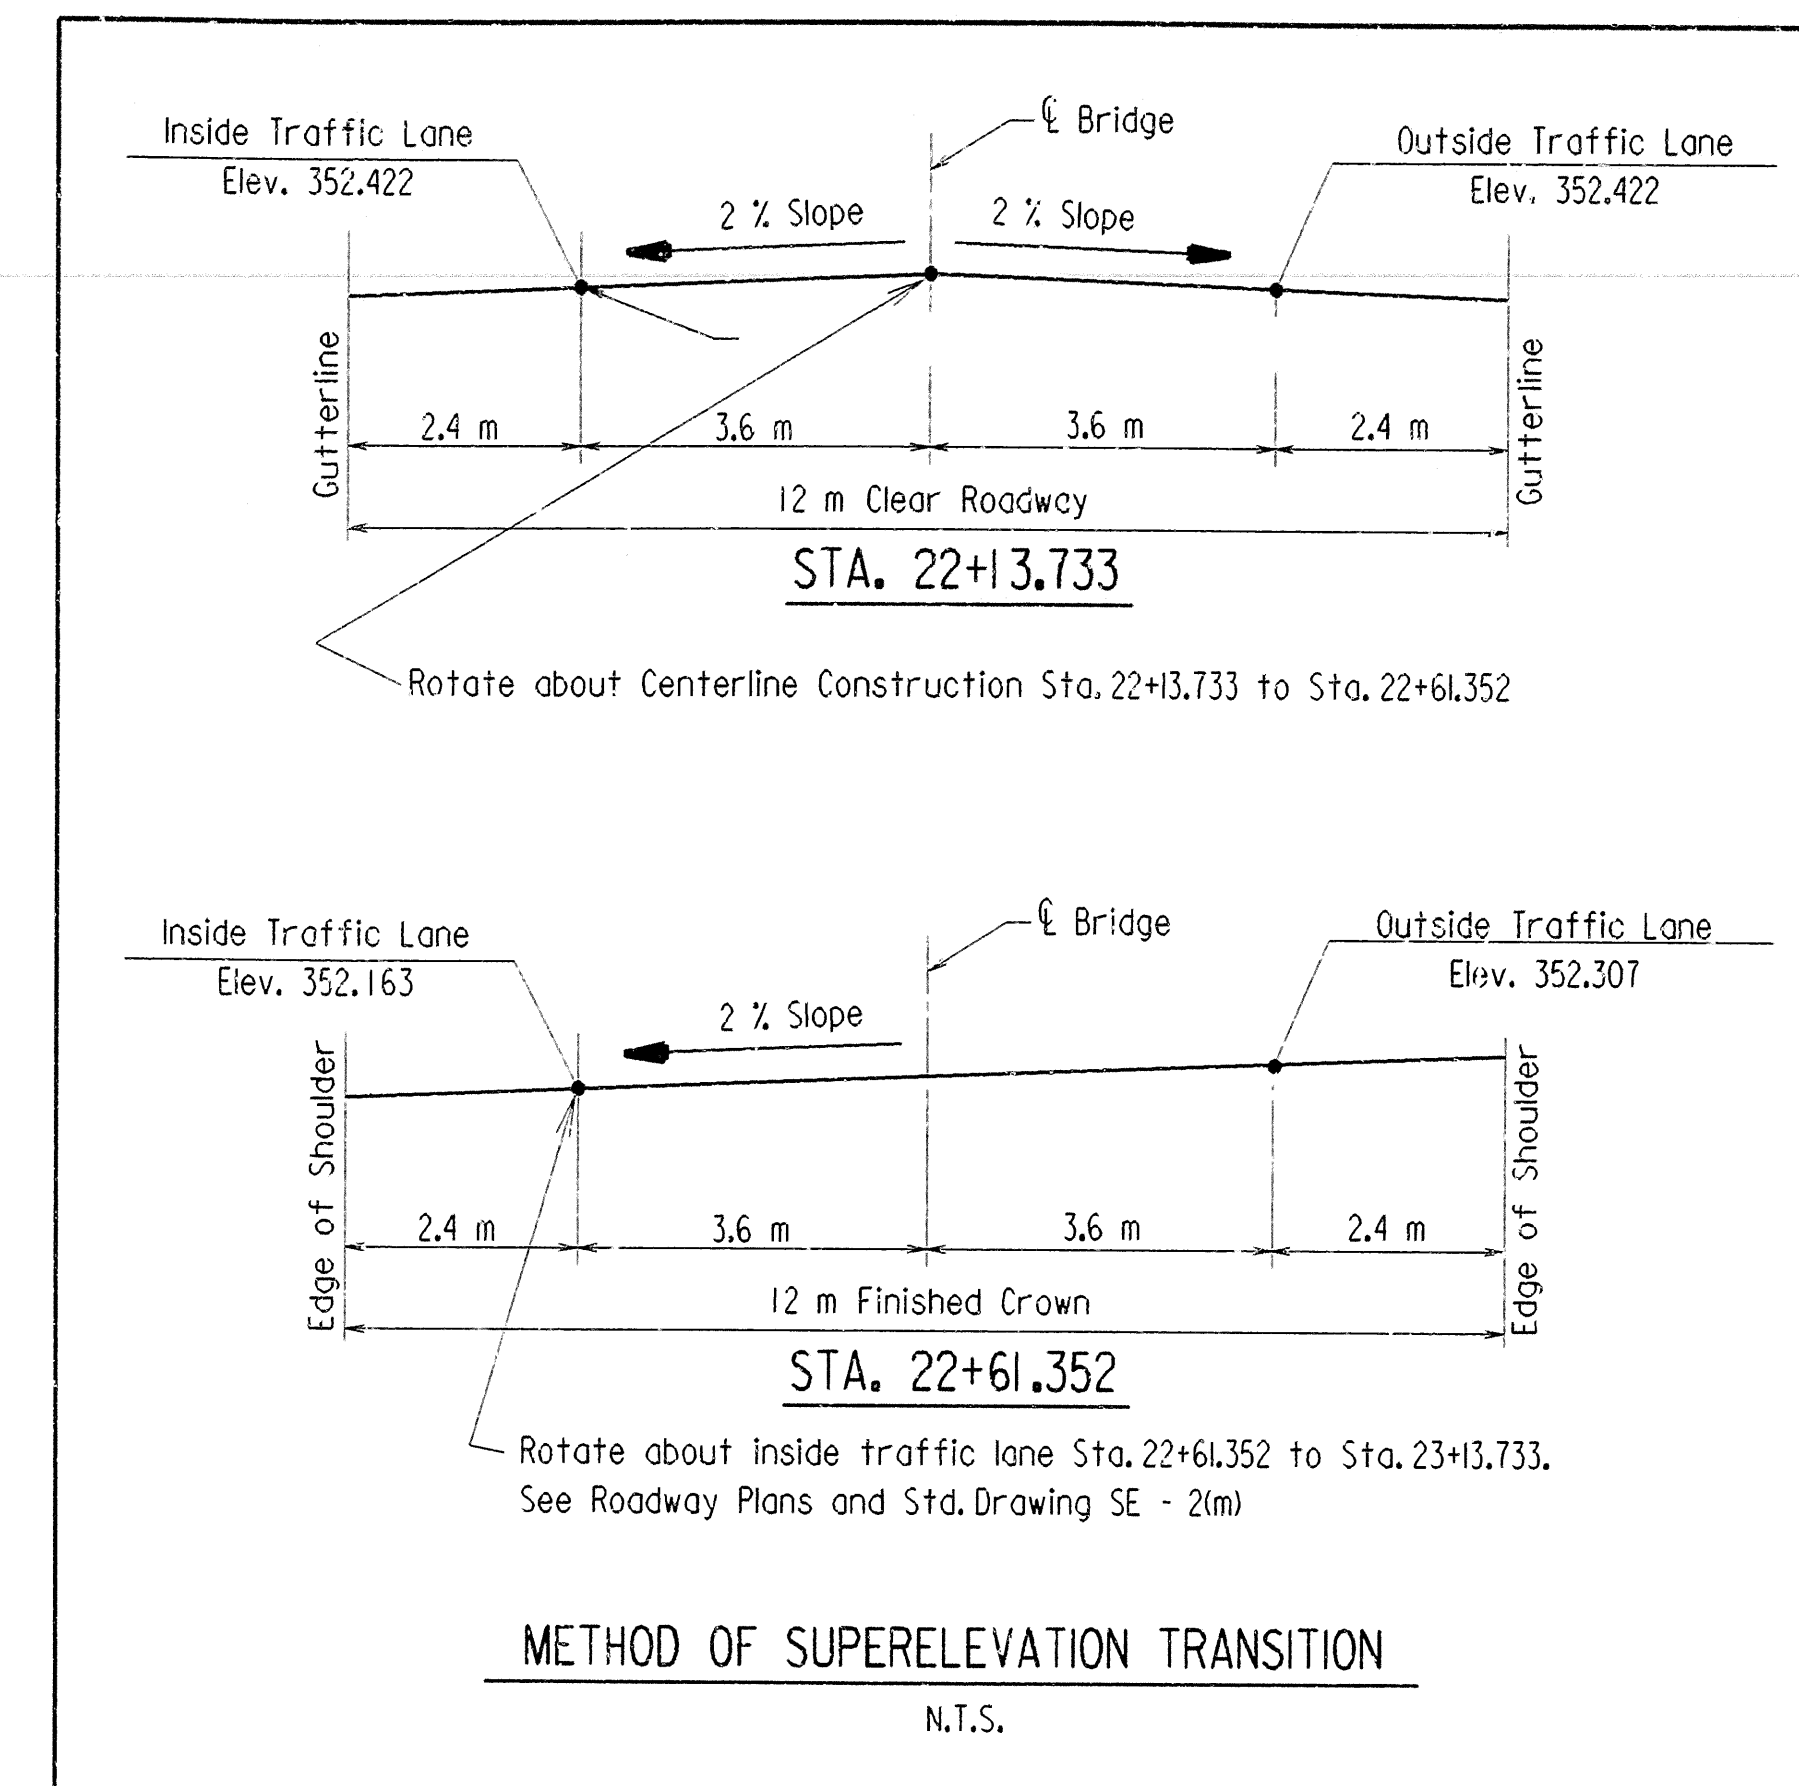 ℄ Bridge
Inside Traffic Lane
Elev. 352.422
Outside Traffic Lane
Elev. 352.422
2 % Slope
2 % Slope
Gutterline
Gutterline
2.4 m
3.6 m
3.6 m
2.4 m
12 m Clear Roadway
STA. 22+13.733
Rotate about Centerline Construction Sta. 22+13.733 to Sta. 22+61.352
℄ Bridge
Inside Traffic Lane
Elev. 352.163
Outside Traffic Lane
Elev. 352.307
2 % Slope
Edge of Shoulder
Edge of Shoulder
2.4 m
3.6 m
3.6 m
2.4 m
12 m Finished Crown
STA. 22+61.352
Rotate about inside traffic lane Sta. 22+61.352 to Sta. 23+13.733.
See Roadway Plans and Std. Drawing SE - 2(m)
METHOD OF SUPERELEVATION TRANSITION
N.T.S.